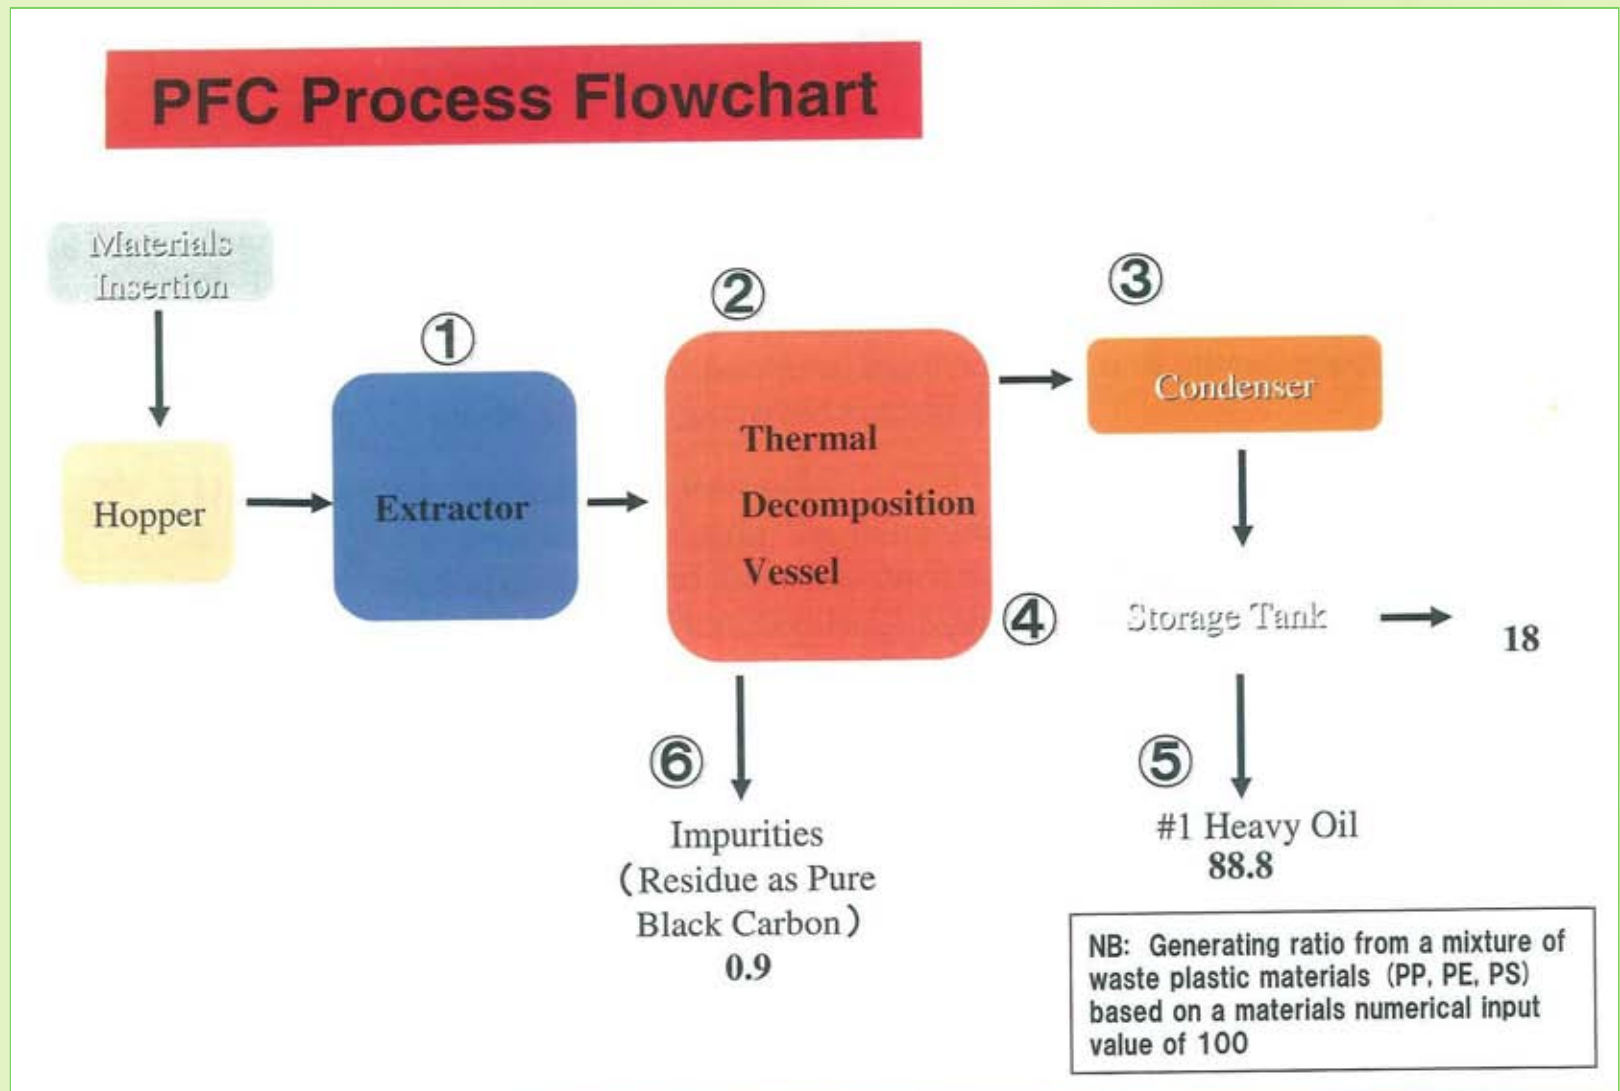 PFC Process Flowchart
Materials
Insertion
Hopper
①
Extractor
②
Thermal
Decomposition
Vessel
③
Condenser
④
Storage Tank
18
⑤
#1 Heavy Oil
88.8
⑥
Impurities
(Residue as Pure
Black Carbon)
0.9
NB: Generating ratio from a mixture of
waste plastic materials (PP, PE, PS)
based on a materials numerical input
value of 100